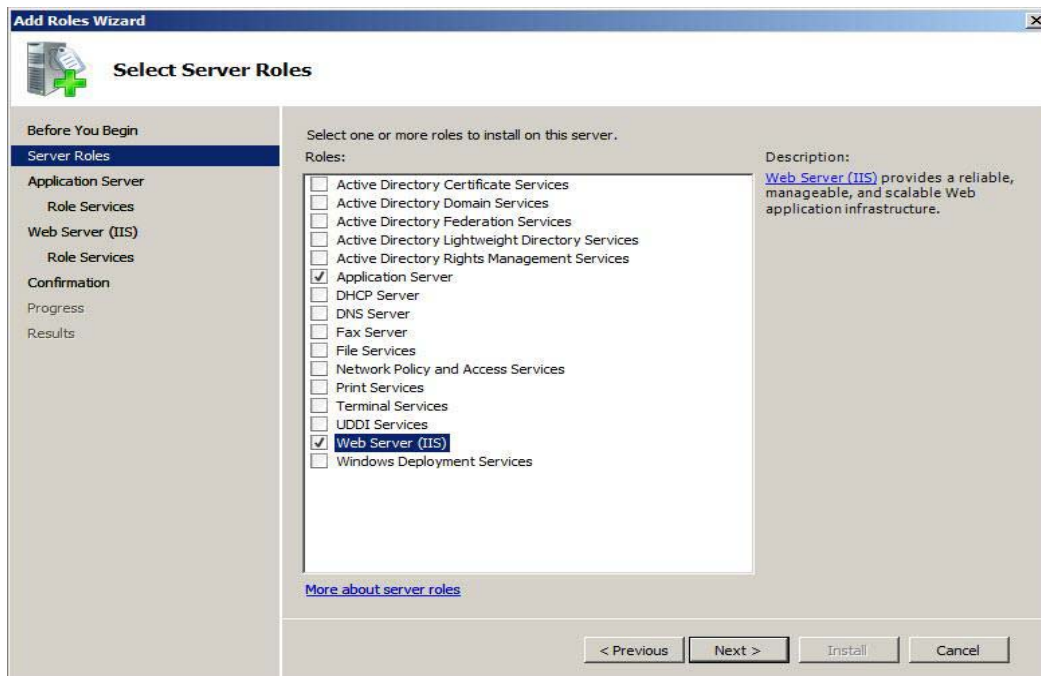 Add Roles Wizard
Select Server Roles
Before You Begin
Server Roles
Application Server
Role Services
Web Server (IIS)
Role Services
Confirmation
Progress
Results
Select one or more roles to install on this server.
Roles:
Active Directory Certificate Services
Active Directory Domain Services
Active Directory Federation Services
Active Directory Lightweight Directory Services
Active Directory Rights Management Services
Application Server
DHCP Server
DNS Server
Fax Server
File Services
Network Policy and Access Services
Print Services
Terminal Services
UDDI Services
Web Server (IIS)
Windows Deployment Services
More about server roles
Description:
Web Server (IIS) provides a reliable,
manageable, and scalable Web
application infrastructure.
< Previous
Next >
Install
Cancel